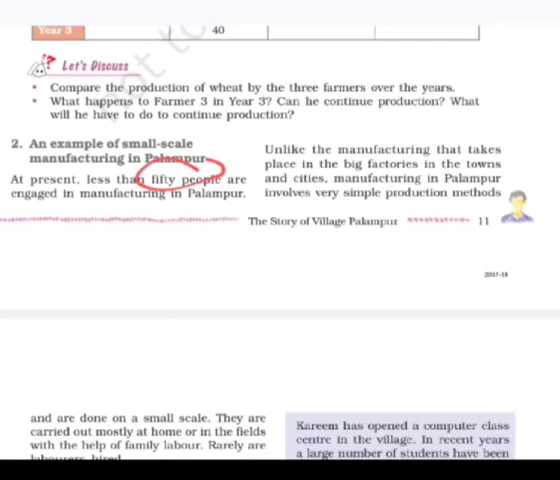 Year 3
40
Let's Discuss
• Compare the production of wheat by the three farmers over the years.
• What happens to Farmer 3 in Year 3? Can he continue production? What
will he have to do to continue production?
2. An example of small-scale
manufacturing in Palampur
At present, less than fifty people are
engaged in manufacturing in Palampur.
Unlike the manufacturing that takes
place in the big factories in the towns
and cities, manufacturing in Palampur
involves very simple production methods
The Story of Village Palampur
11
2017-18
and are done on a small scale. They are
carried out mostly at home or in the fields
with the help of family labour. Rarely are
labourers hired.
Kareem has opened a computer class
centre in the village. In recent years
a large number of students have been